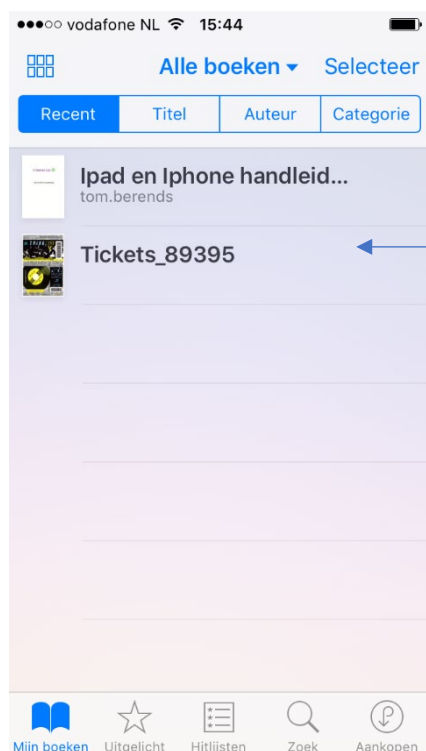 vodafone NL 15:44
Alle boeken Selecteer
Recent Titel Auteur Categorie
Ipad en Iphone handleid...
tom.berends
Tickets_89395
Mijn boeken Uitgelicht Hitlijsten Zoek Aankopen